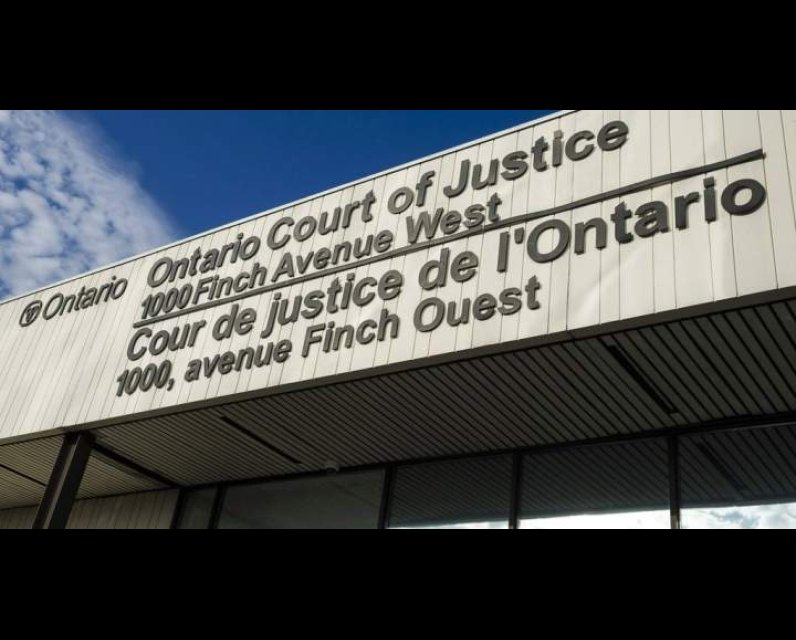 Ontario
Ontario Court of Justice
1000 Finch Avenue West
Cour de justice de l'Ontario
1000, avenue Finch Ouest